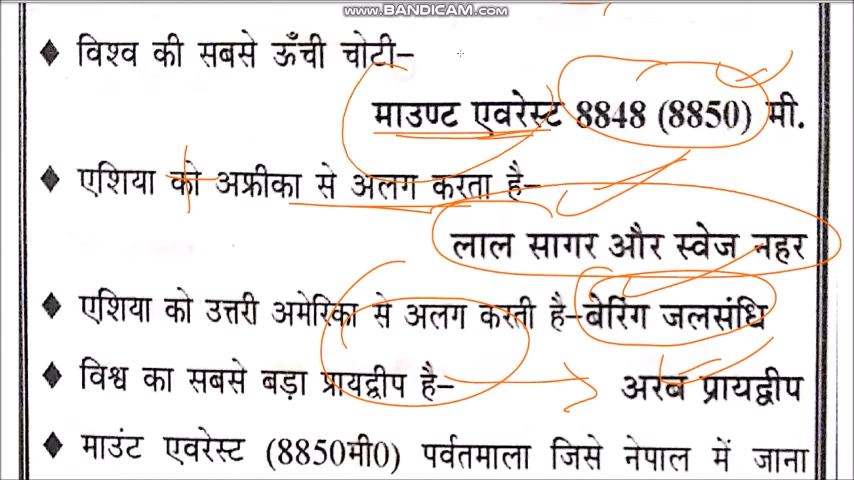 WWW.BANDICAM.COM
♦ विश्व की सबसे ऊँची चोटी–
माउण्ट एवरेस्ट 8848 (8850) मी.
♦ एशिया को अफ्रीका से अलग करता है–
लाल सागर और स्वेज नहर
♦ एशिया को उत्तरी अमेरिका से अलग करती है–बेरिंग जलसंधि
♦ विश्व का सबसे बड़ा प्रायद्वीप है– अरब प्रायद्वीप
♦ माउंट एवरेस्ट (8850मी0) पर्वतमाला जिसे नेपाल में जाना